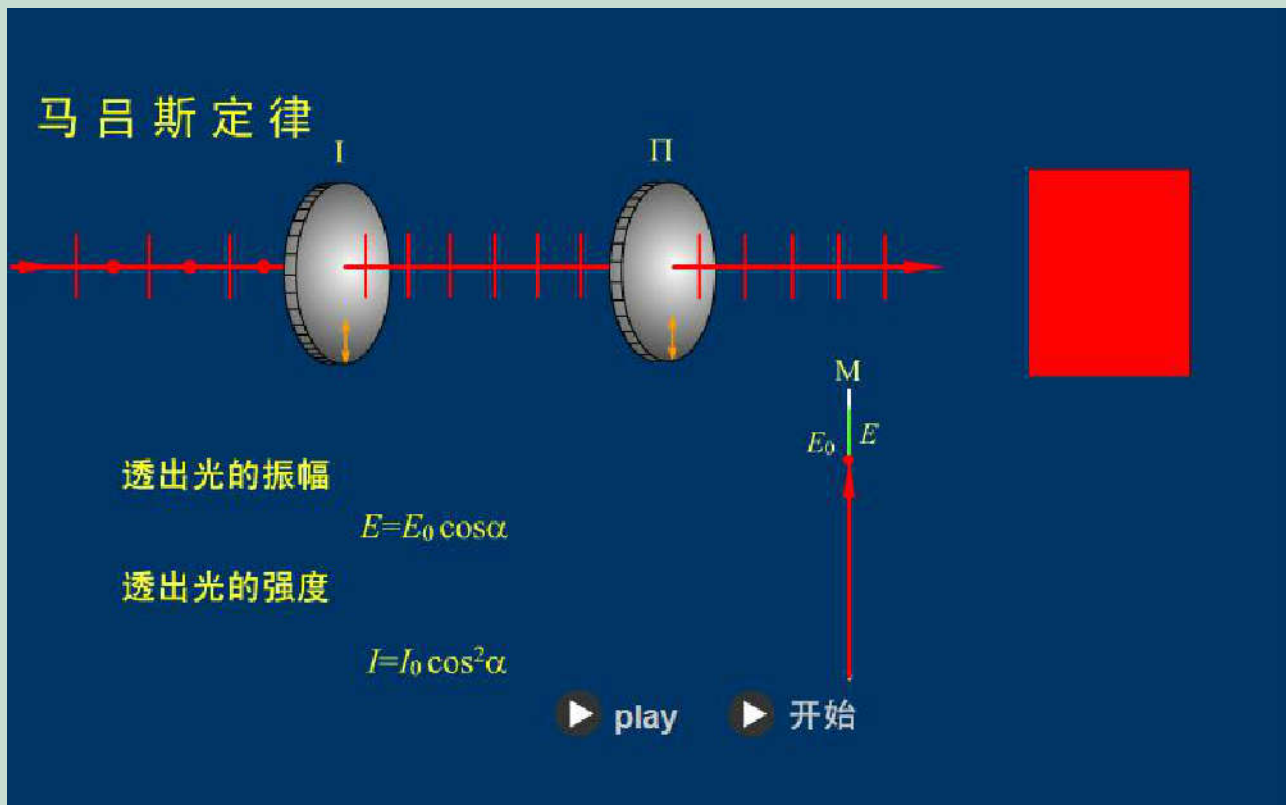 马吕斯定律
I
Π
M
E₀ E
透出光的振幅
E=E₀ cosα
透出光的强度
I=I₀ cos²α
play 开始